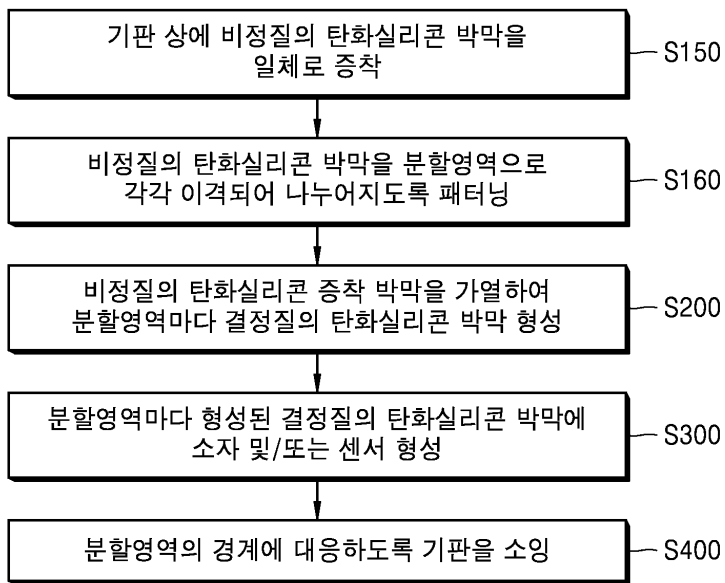 기판 상에 비정질의 탄화실리콘 박막을
일체로 증착
S150
비정질의 탄화실리콘 박막을 분할영역으로
각각 이격되어 나누어지도록 패터닝
S160
비정질의 탄화실리콘 증착 박막을 가열하여
분할영역마다 결정질의 탄화실리콘 박막 형성
S200
분할영역마다 형성된 결정질의 탄화실리콘 박막에
소자 및/또는 센서 형성
S300
분할영역의 경계에 대응하도록 기판을 소잉
S400